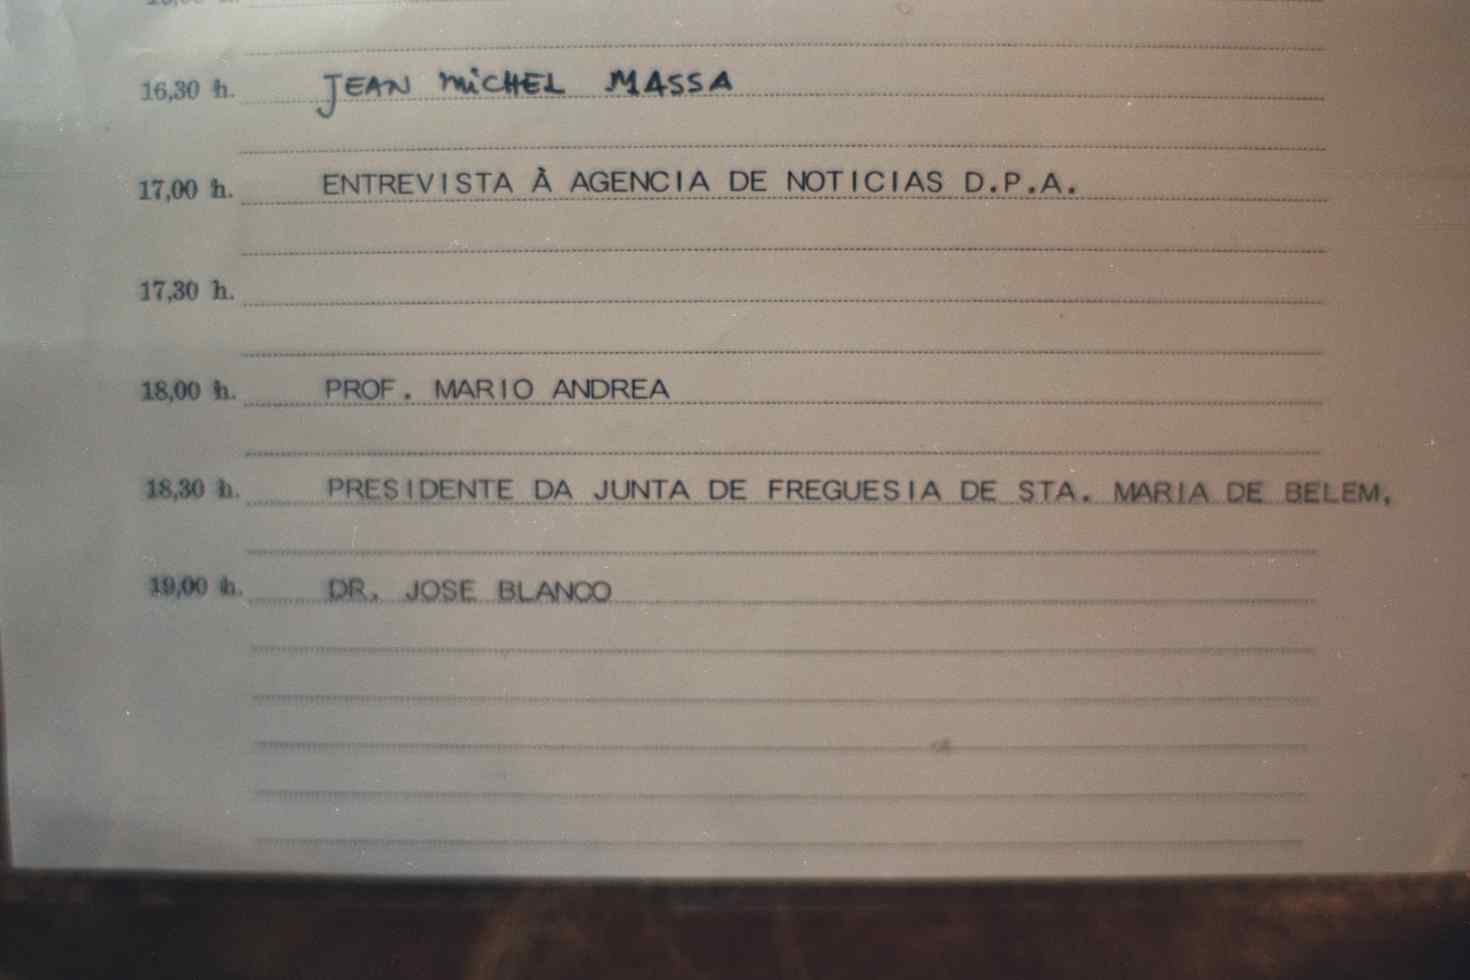 16,30 h. JEAN MICHEL MASSA
17,00 h. ENTREVISTA À AGENCIA DE NOTICIAS D.P.A.
17,30 h.
18,00 h. PROF. MARIO ANDREA
18,30 h. PRESIDENTE DA JUNTA DE FREGUESIA DE STA. MARIA DE BELEM,
19,00 h. DR. JOSE BLANCO